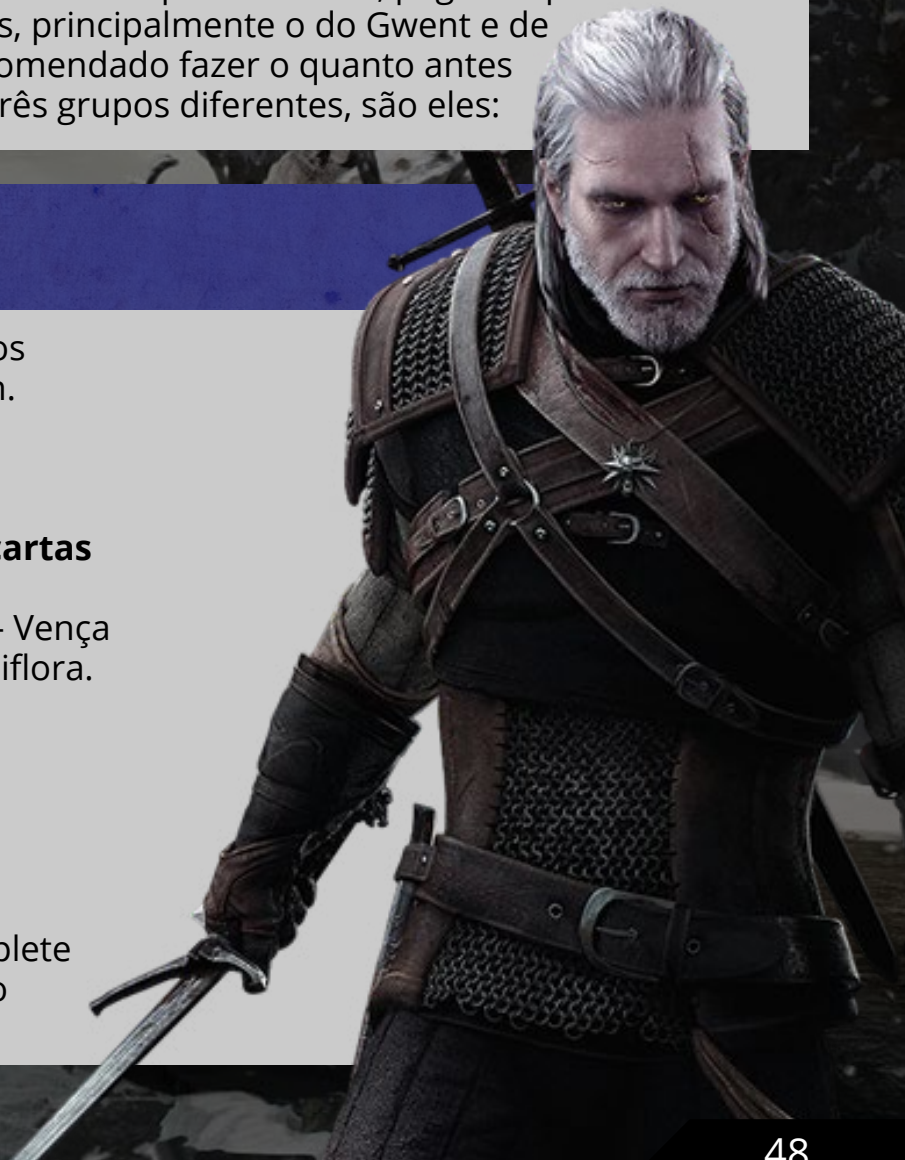 s, principalmente o do Gwent e de
omendado fazer o quanto antes
rês grupos diferentes, são eles:
os
n.
cartas
- Vença
iflora.
plete
o
48